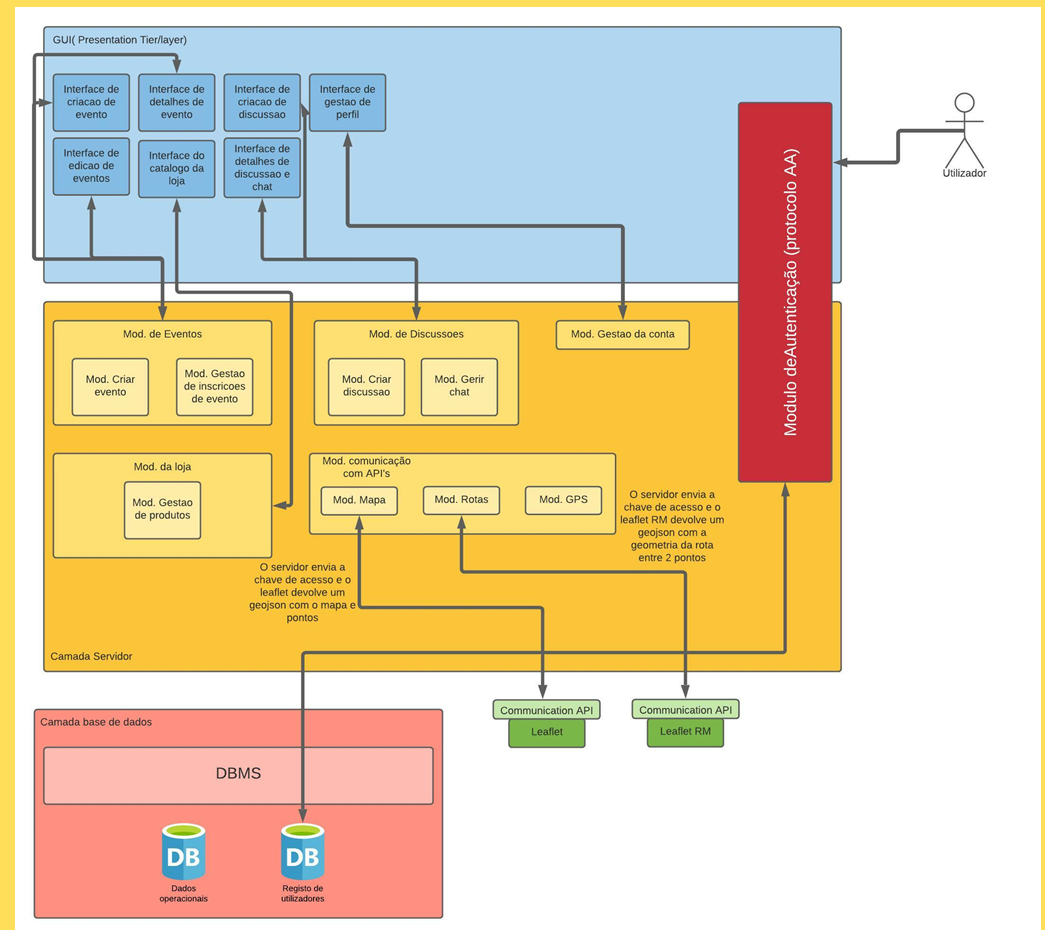 GUI( Presentation Tier/layer)
Interface de
criacao de
evento
Interface de
detalhes de
evento
Interface de
criacao de
discussao
Interface de
gestao de
perfil
Interface de
edicao de
eventos
Interface do
catalogo da
loja
Interface de
detalhes de
discussao e
chat
Modulo deAutenticação (protocolo AA)
Utilizador
Mod. de Eventos
Mod. Criar
evento
Mod. Gestao
de inscricoes
de evento
Mod. de Discussoes
Mod. Criar
discussao
Mod. Gerir
chat
Mod. Gestao da conta
Mod. da loja
Mod. Gestao
de produtos
Mod. comunicação
com API's
Mod. Mapa
Mod. Rotas
Mod. GPS
O servidor envia a
chave de acesso e o
leaflet RM devolve um
geojson com a
geometria da rota
entre 2 pontos
O servidor envia a
chave de acesso e o
leaflet devolve um
geojson com o mapa e
pontos
Camada Servidor
Communication API
Leaflet
Communication API
Leaflet RM
Camada base de dados
DBMS
DB
Dados
operacionais
DB
Registo de
utilizadores